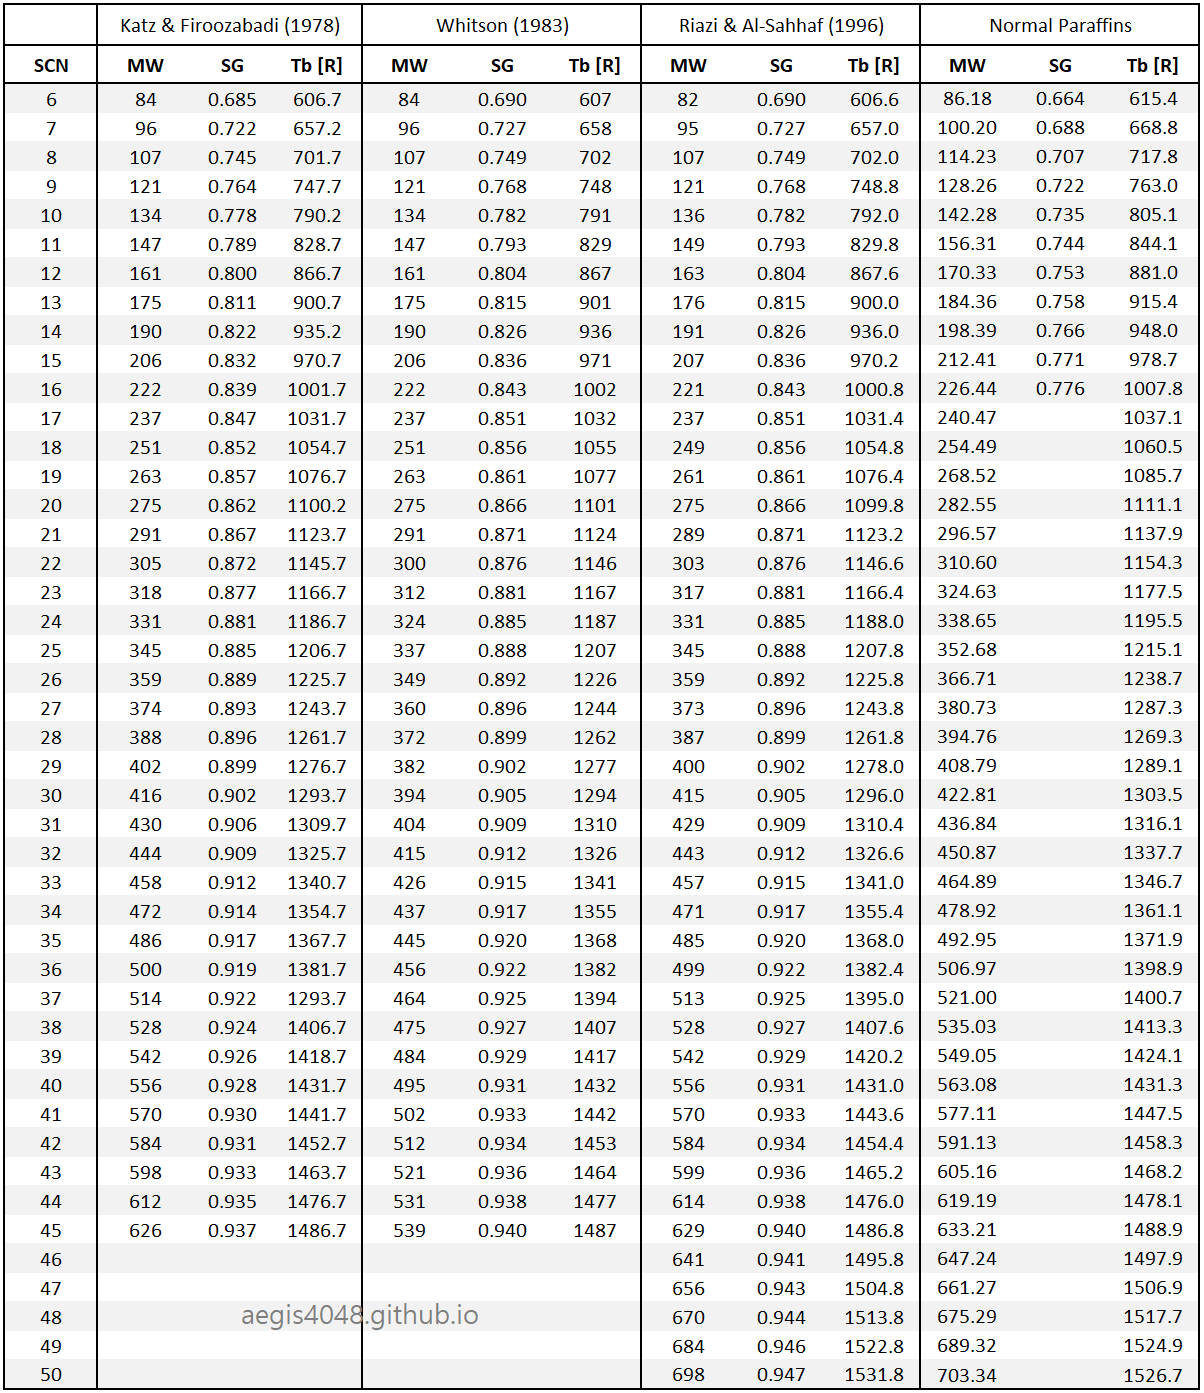 Katz & Firoozabadi (1978) Whitson (1983) Riazi & Al-Sahhaf (1996) Normal Paraffins
SCN MW SG Tb [R] MW SG Tb [R] MW SG Tb [R] MW SG Tb [R]
6 84 0.685 606.7 84 0.690 607 82 0.690 606.6 86.18 0.664 615.4
7 96 0.722 657.2 96 0.727 658 95 0.727 657.0 100.20 0.688 668.8
8 107 0.745 701.7 107 0.749 702 107 0.749 702.0 114.23 0.707 717.8
9 121 0.764 747.7 121 0.768 748 121 0.768 748.8 128.26 0.722 763.0
10 134 0.778 790.2 134 0.782 791 136 0.782 792.0 142.28 0.735 805.1
11 147 0.789 828.7 147 0.793 829 149 0.793 829.8 156.31 0.744 844.1
12 161 0.800 866.7 161 0.804 867 163 0.804 867.6 170.33 0.753 881.0
13 175 0.811 900.7 175 0.815 901 176 0.815 900.0 184.36 0.758 915.4
14 190 0.822 935.2 190 0.826 936 191 0.826 936.0 198.39 0.766 948.0
15 206 0.832 970.7 206 0.836 971 207 0.836 970.2 212.41 0.771 978.7
16 222 0.839 1001.7 222 0.843 1002 221 0.843 1000.8 226.44 0.776 1007.8
17 237 0.847 1031.7 237 0.851 1032 237 0.851 1031.4 240.47 1037.1
18 251 0.852 1054.7 251 0.856 1055 249 0.856 1054.8 254.49 1060.5
19 263 0.857 1076.7 263 0.861 1077 261 0.861 1076.4 268.52 1085.7
20 275 0.862 1100.2 275 0.866 1101 275 0.866 1099.8 282.55 1111.1
21 291 0.867 1123.7 291 0.871 1124 289 0.871 1123.2 296.57 1137.9
22 305 0.872 1145.7 300 0.876 1146 303 0.876 1146.6 310.60 1154.3
23 318 0.877 1166.7 312 0.881 1167 317 0.881 1166.4 324.63 1177.5
24 331 0.881 1186.7 324 0.885 1187 331 0.885 1188.0 338.65 1195.5
25 345 0.885 1206.7 337 0.888 1207 345 0.888 1207.8 352.68 1215.1
26 359 0.889 1225.7 349 0.892 1226 359 0.892 1225.8 366.71 1238.7
27 374 0.893 1243.7 360 0.896 1244 373 0.896 1243.8 380.73 1287.3
28 388 0.896 1261.7 372 0.899 1262 387 0.899 1261.8 394.76 1269.3
29 402 0.899 1276.7 382 0.902 1277 400 0.902 1278.0 408.79 1289.1
30 416 0.902 1293.7 394 0.905 1294 415 0.905 1296.0 422.81 1303.5
31 430 0.906 1309.7 404 0.909 1310 429 0.909 1310.4 436.84 1316.1
32 444 0.909 1325.7 415 0.912 1326 443 0.912 1326.6 450.87 1337.7
33 458 0.912 1340.7 426 0.915 1341 457 0.915 1341.0 464.89 1346.7
34 472 0.914 1354.7 437 0.917 1355 471 0.917 1355.4 478.92 1361.1
35 486 0.917 1367.7 445 0.920 1368 485 0.920 1368.0 492.95 1371.9
36 500 0.919 1381.7 456 0.922 1382 499 0.922 1382.4 506.97 1398.9
37 514 0.922 1293.7 464 0.925 1394 513 0.925 1395.0 521.00 1400.7
38 528 0.924 1406.7 475 0.927 1407 528 0.927 1407.6 535.03 1413.3
39 542 0.926 1418.7 484 0.929 1417 542 0.929 1420.2 549.05 1424.1
40 556 0.928 1431.7 495 0.931 1432 556 0.931 1431.0 563.08 1431.3
41 570 0.930 1441.7 502 0.933 1442 570 0.933 1443.6 577.11 1447.5
42 584 0.931 1452.7 512 0.934 1453 584 0.934 1454.4 591.13 1458.3
43 598 0.933 1463.7 521 0.936 1464 599 0.936 1465.2 605.16 1468.2
44 612 0.935 1476.7 531 0.938 1477 614 0.938 1476.0 619.19 1478.1
45 626 0.937 1486.7 539 0.940 1487 629 0.940 1486.8 633.21 1488.9
46 641 0.941 1495.8 647.24 1497.9
47 656 0.943 1504.8 661.27 1506.9
48 670 0.944 1513.8 675.29 1517.7
aegis4048.github.io
49 684 0.946 1522.8 689.32 1524.9
50 698 0.947 1531.8 703.34 1526.7